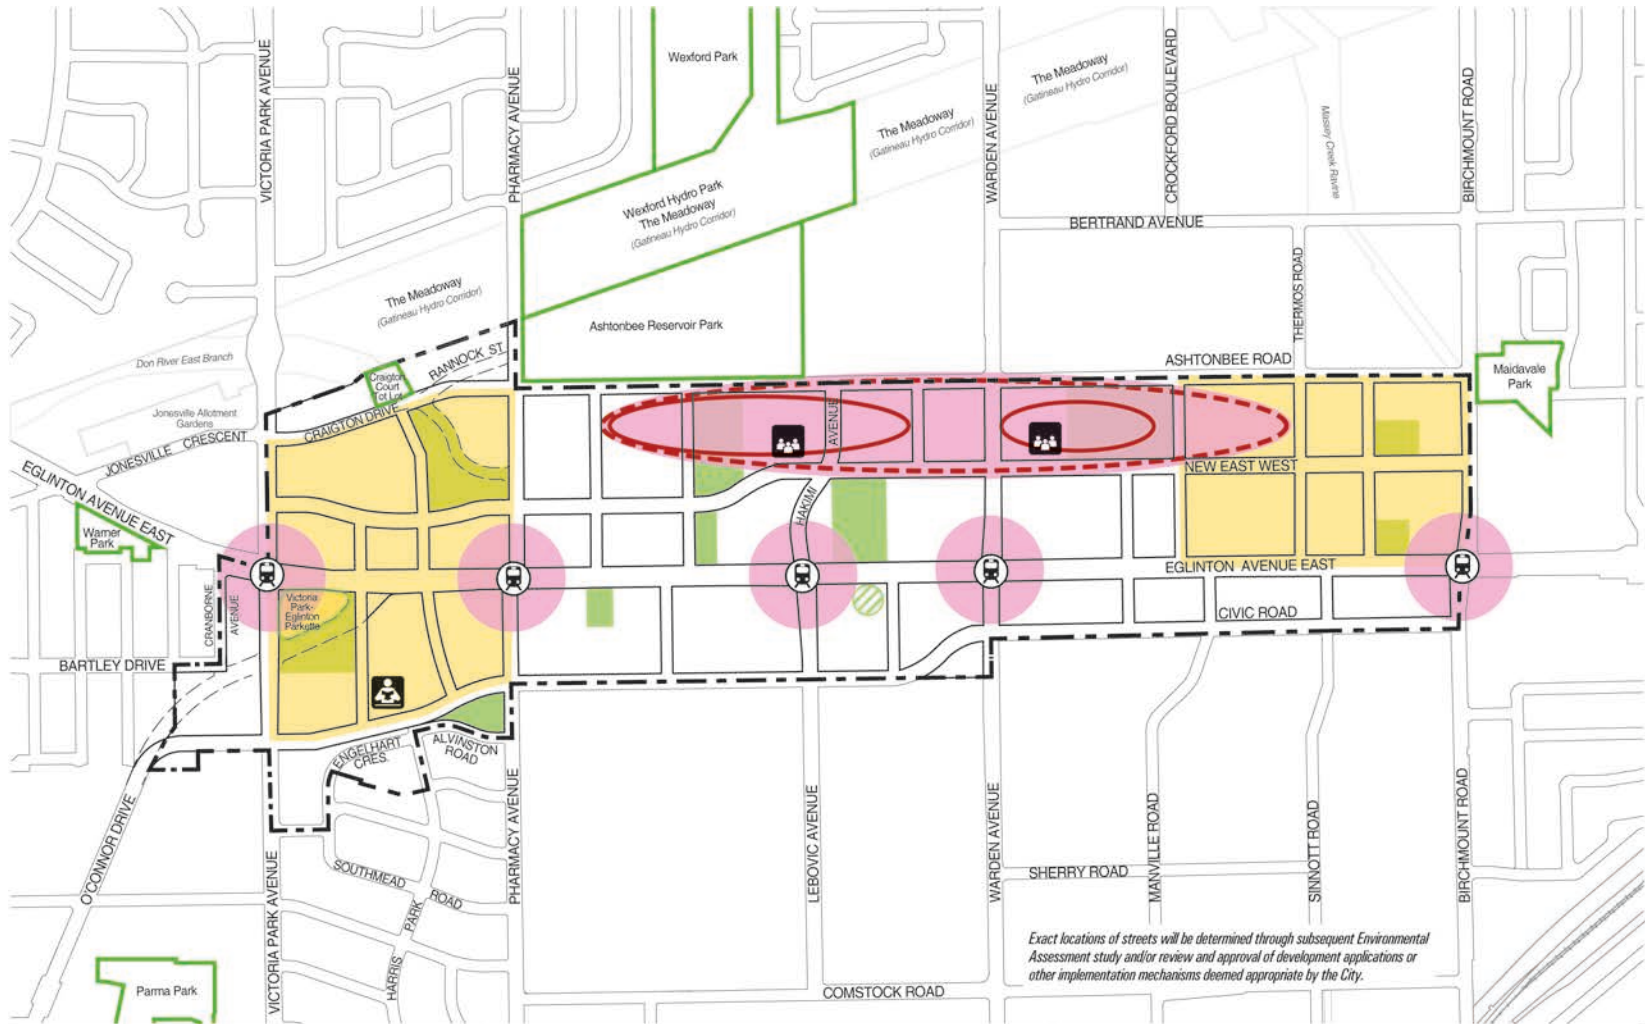 Wexford Park
The Meadoway
(Gatineau Hydro Corridor)
The Meadoway
(Gatineau Hydro Corridor)
VICTORIA PARK AVENUE
PHARMACY AVENUE
WARDEN AVENUE
CROCKFORD BOULEVARD
Massey Creek Ravine
BIRCHMOUNT ROAD
Wexford Hydro Park
The Meadoway
(Gatineau Hydro Corridor)
BERTRAND AVENUE
THERMOS ROAD
The Meadoway
(Gatineau Hydro Corridor)
Ashtonbee Reservoir Park
Don River East Branch
RANNOCK ST
ASHTONBEE ROAD
Maidavale
Park
Craigton
Court
Tot Lot
Jonesville Allotment
Gardens
CRAIGTON DRIVE
JONESVILLE CRESCENT
AVENUE
HAKIMI
NEW EAST WEST
EGLINTON AVENUE EAST
Warner
Park
EGLINTON AVENUE EAST
CRANBORNE
AVENUE
Victoria
Park-
Eglinton
Parkette
CIVIC ROAD
BARTLEY DRIVE
ENGELHART
CRES.
ALVINSTON
ROAD
O'CONNOR DRIVE
VICTORIA PARK AVENUE
PHARMACY AVENUE
LEBOVIC AVENUE
WARDEN AVENUE
MANVILLE ROAD
SINNOTT ROAD
BIRCHMOUNT ROAD
SOUTHMEAD
ROAD
PARK
HARRIS
SHERRY ROAD
Exact locations of streets will be determined through subsequent Environmental
Assessment study and/or review and approval of development applications or
other implementation mechanisms deemed appropriate by the City.
Parma Park
COMSTOCK ROAD